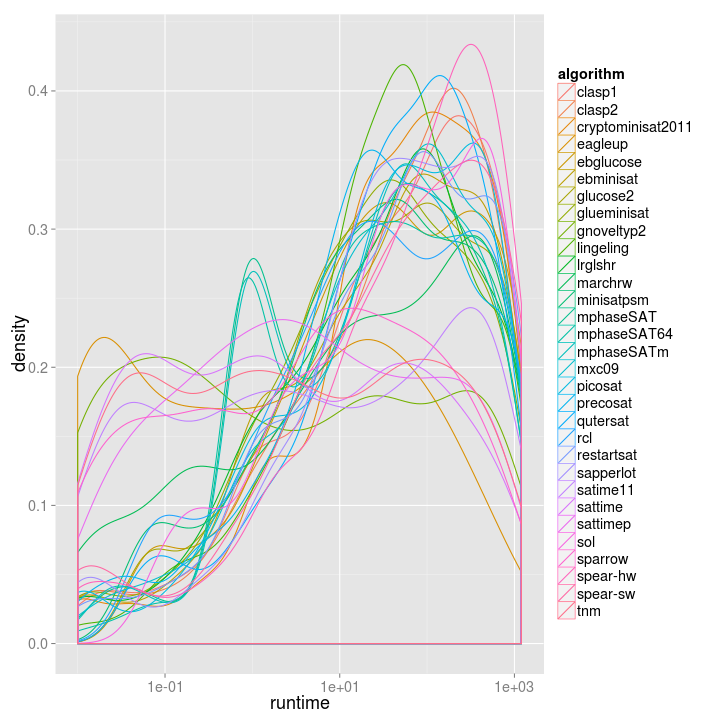 algorithm
clasp1
clasp2
cryptominisat2011
eagleup
ebglucose
ebminisat
glucose2
glueminisat
gnoveltyp2
lingeling
lrglshr
marchrw
minisatpsm
mphaseSAT
mphaseSAT64
mphaseSATm
mxc09
picosat
precosat
qutersat
rcl
restartsat
sapperlot
satime11
sattime
sattimep
sol
sparrow
spear-hw
spear-sw
tnm
density
0.4
0.3
0.2
0.1
0.0
1e-01 1e+01 1e+03
runtime